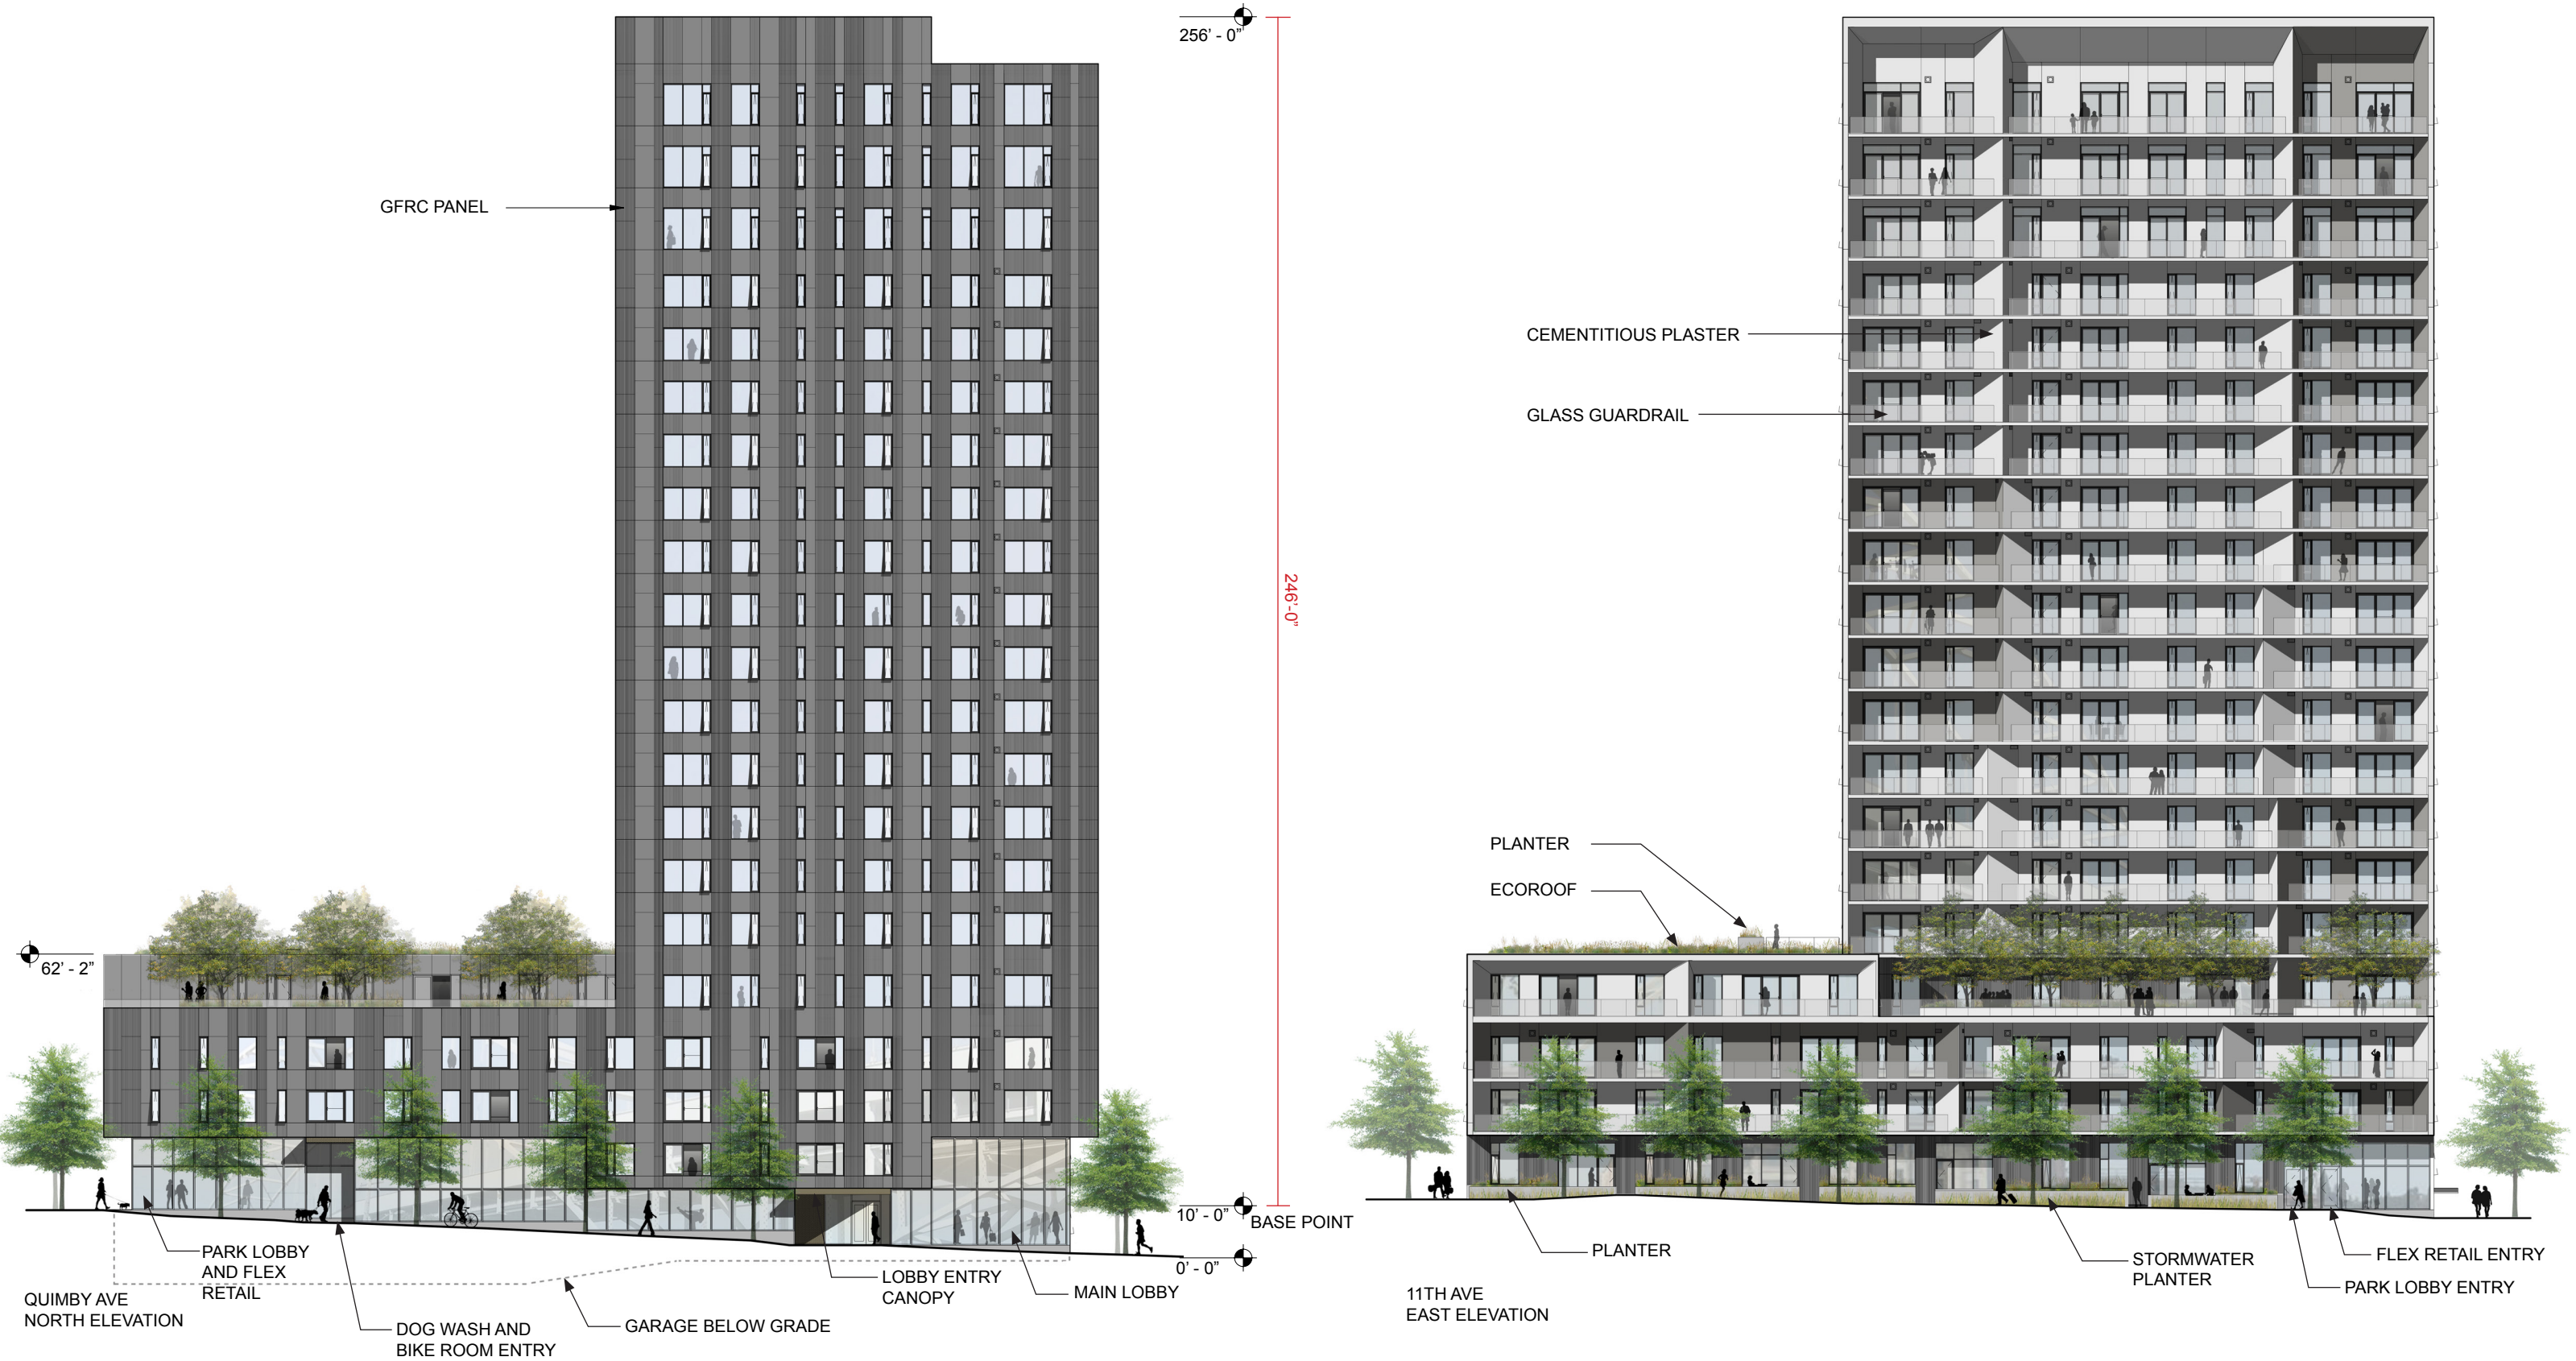 256' - 0"
GFRC PANEL
246'-0"
62' - 2"
10' - 0"
BASE POINT
0' - 0"
PARK LOBBY
AND FLEX
RETAIL
LOBBY ENTRY
CANOPY
MAIN LOBBY
QUIMBY AVE
NORTH ELEVATION
DOG WASH AND
BIKE ROOM ENTRY
GARAGE BELOW GRADE
CEMENTITIOUS PLASTER
GLASS GUARDRAIL
PLANTER
ECOROOF
PLANTER
STORMWATER
PLANTER
FLEX RETAIL ENTRY
PARK LOBBY ENTRY
11TH AVE
EAST ELEVATION